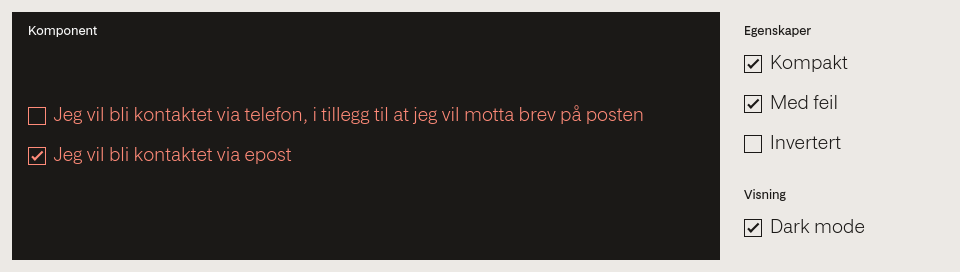 Komponent
Jeg vil bli kontaktet via telefon, i tillegg til at jeg vil motta brev på posten
Jeg vil bli kontaktet via epost
Egenskaper
Kompakt
Med feil
Invertert
Visning
Dark mode